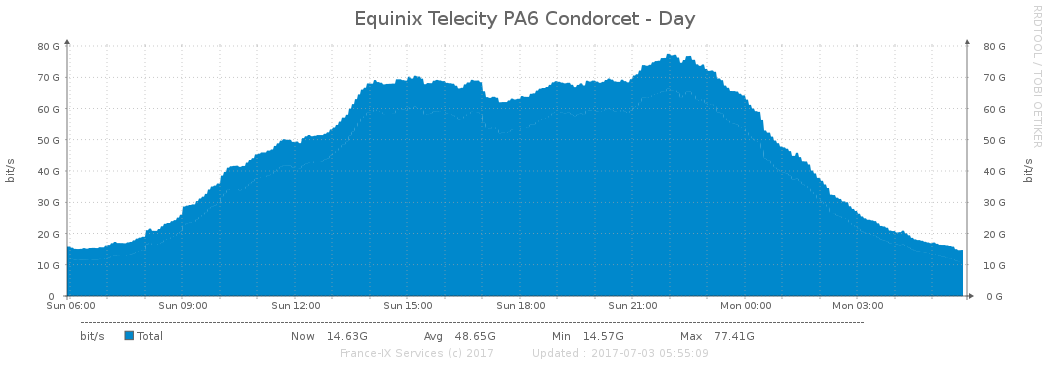 Equinix Telecity PA6 Condorcet - Day
RRDTOOL / TOBI OETIKER
80 G 80 G
70 G 70 G
60 G 60 G
50 G 50 G
40 G 40 G
30 G 30 G
20 G 20 G
10 G 10 G
0 0 G
bit/s bit/s
Sun 06:00 Sun 09:00 Sun 12:00 Sun 15:00 Sun 18:00 Sun 21:00 Mon 00:00 Mon 03:00
bit/s Total Now 14.63G Avg 48.65G Min 14.57G Max 77.41G
France-IX Services (c) 2017 Updated : 2017-07-03 05:55:09